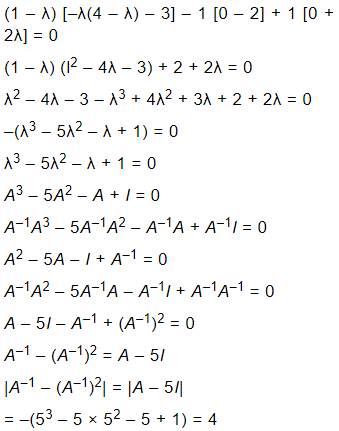 (1 – λ) [–λ(4 – λ) – 3] – 1 [0 – 2] + 1 [0 +
2λ] = 0
(1 – λ) (l² – 4λ – 3) + 2 + 2λ = 0
λ² – 4λ – 3 – λ³ + 4λ² + 3λ + 2 + 2λ = 0
–(λ³ – 5λ² – λ + 1) = 0
λ³ – 5λ² – λ + 1 = 0
A³ – 5A² – A + I = 0
A⁻¹A³ – 5A⁻¹A² – A⁻¹A + A⁻¹I = 0
A² – 5A – I + A⁻¹ = 0
A⁻¹A² – 5A⁻¹A – A⁻¹I + A⁻¹A⁻¹ = 0
A – 5I – A⁻¹ + (A⁻¹)² = 0
A⁻¹ – (A⁻¹)² = A – 5I
|A⁻¹ – (A⁻¹)²| = |A – 5I|
= –(5³ – 5 × 5² – 5 + 1) = 4